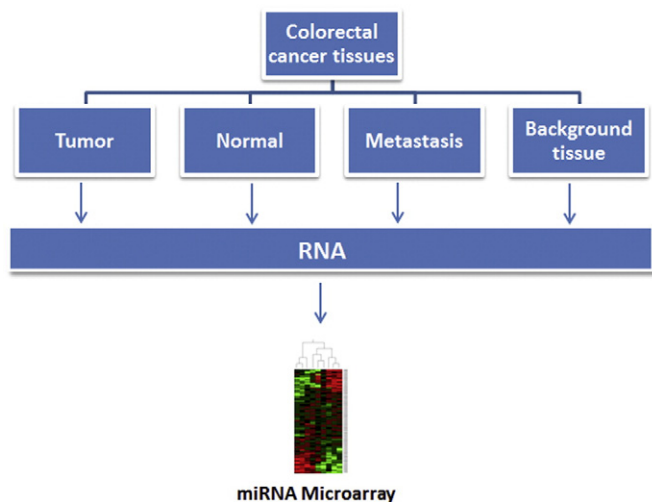 Colorectal
cancer tissues
Tumor
Normal
Metastasis
Background
tissue
RNA
miRNA Microarray